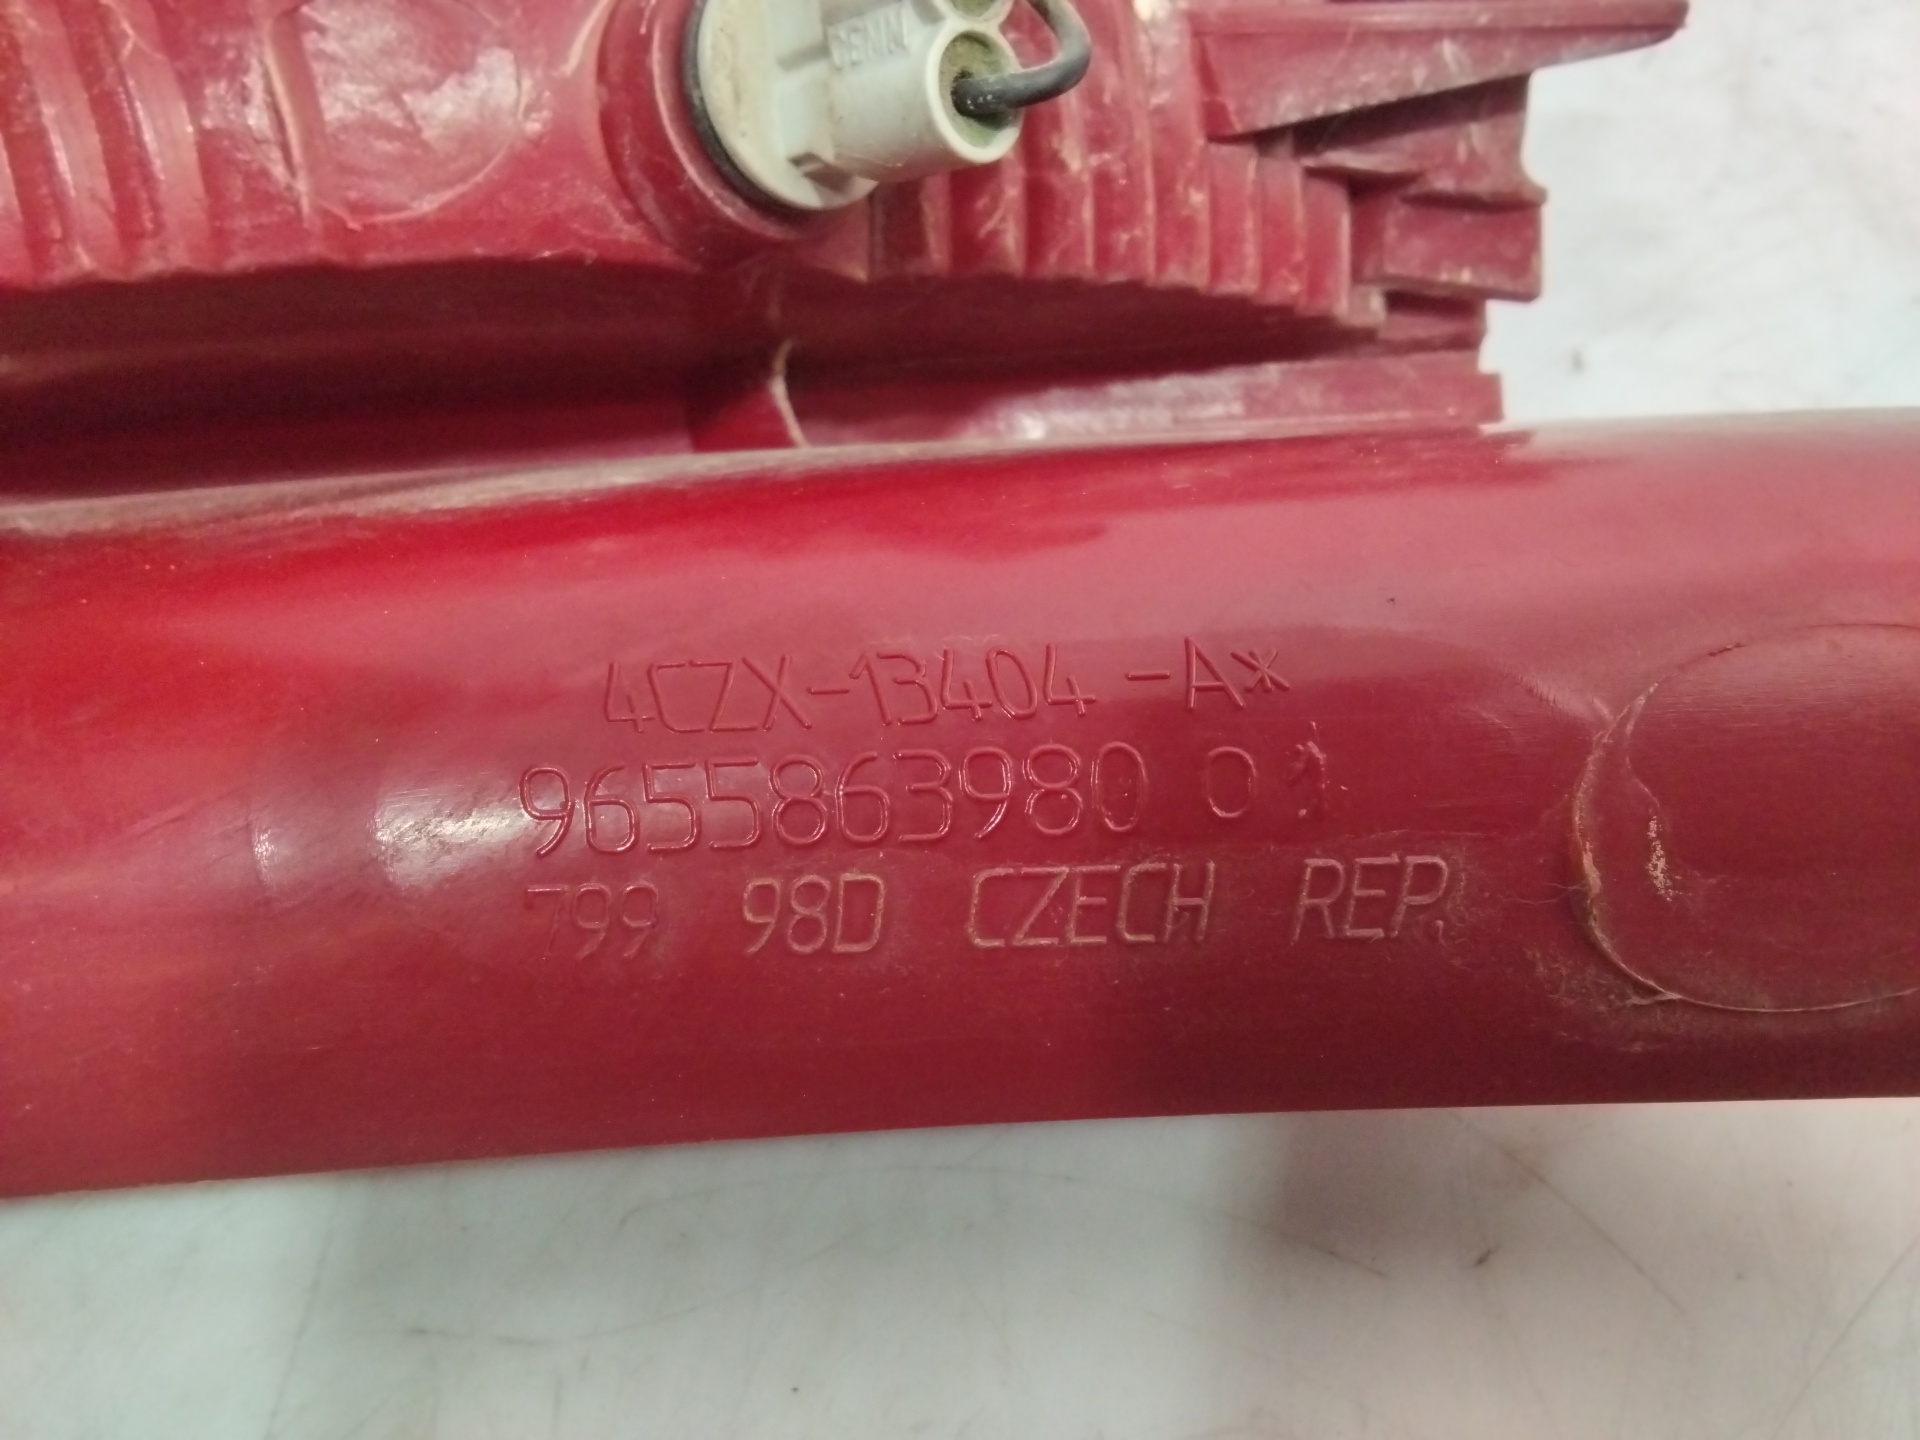 4CZX-13404-A*
9655863980 01
799 98D CZECH REP.